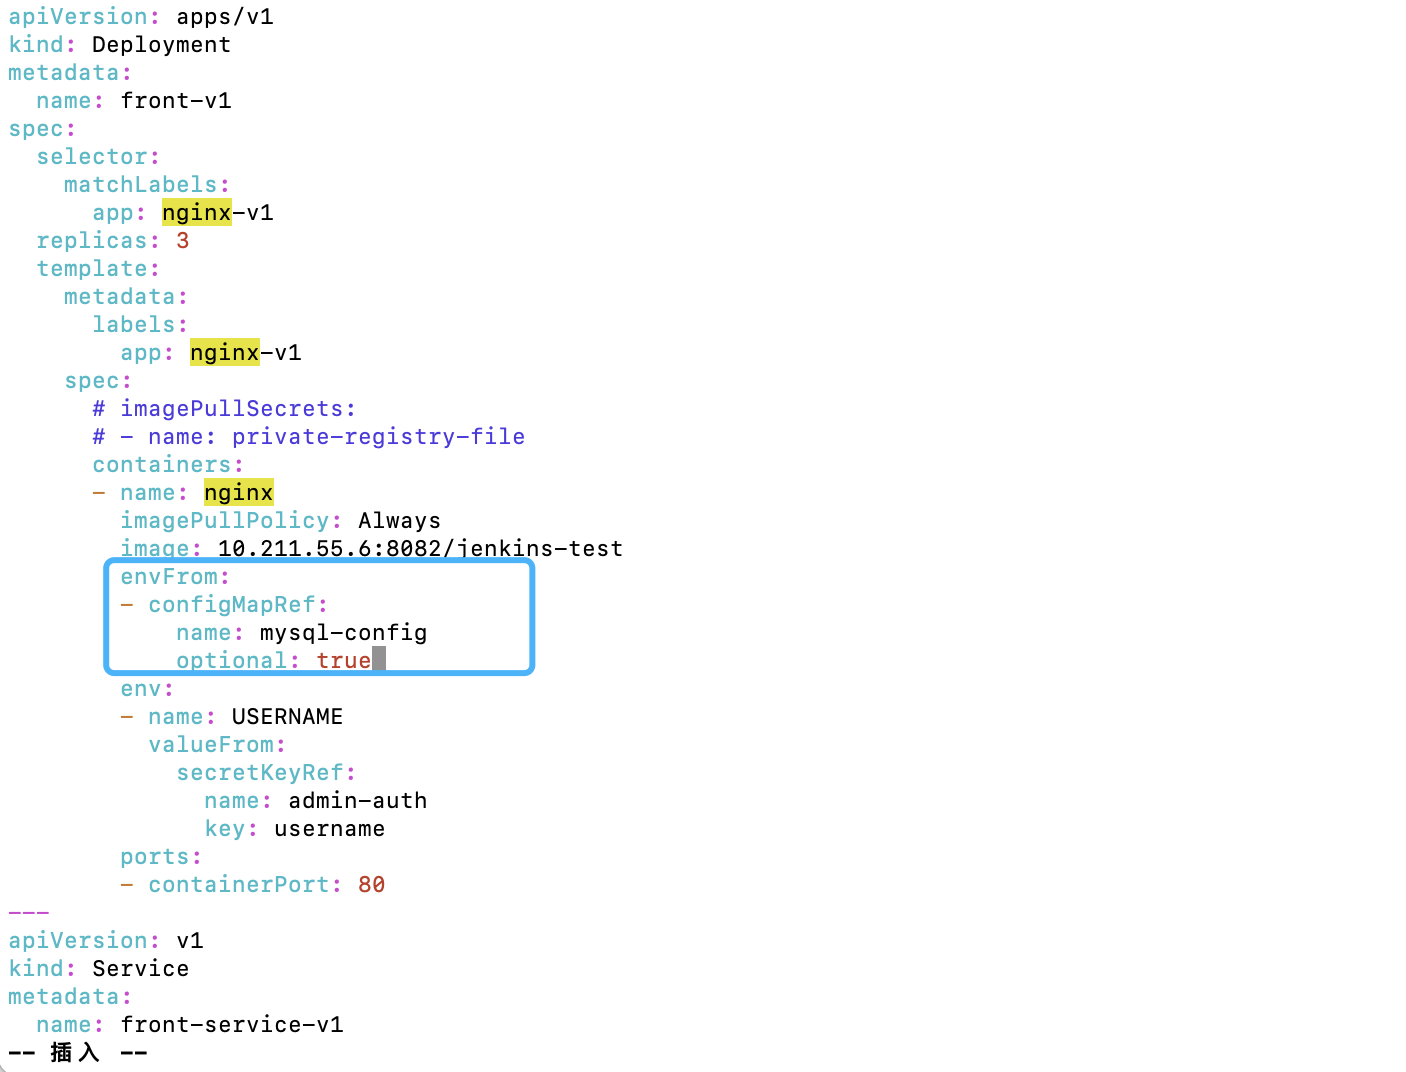 apiVersion: apps/v1
kind: Deployment
metadata:
  name: front-v1
spec:
  selector:
    matchLabels:
      app: nginx-v1
  replicas: 3
  template:
    metadata:
      labels:
        app: nginx-v1
    spec:
      # imagePullSecrets:
      # - name: private-registry-file
      containers:
      - name: nginx
        imagePullPolicy: Always
        image: 10.211.55.6:8082/jenkins-test
        envFrom:
        - configMapRef:
            name: mysql-config
            optional: true
        env:
        - name: USERNAME
          valueFrom:
            secretKeyRef:
              name: admin-auth
              key: username
        ports:
        - containerPort: 80
---
apiVersion: v1
kind: Service
metadata:
  name: front-service-v1
-- 插入 --